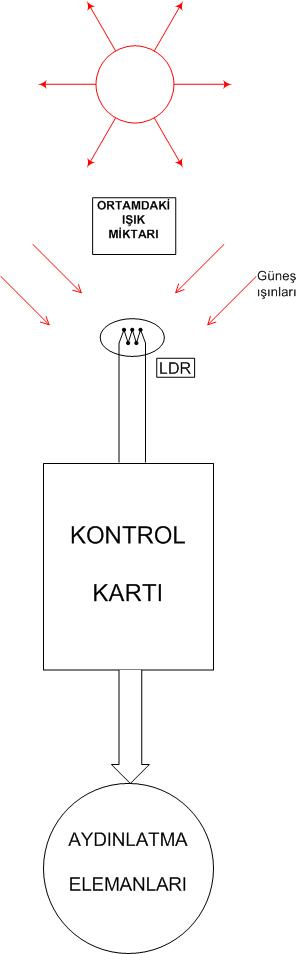 ORTAMDAKİ
IŞIK
MİKTARI
Güneş
ışınları
LDR
KONTROL
KARTI
AYDINLATMA
ELEMANLARI